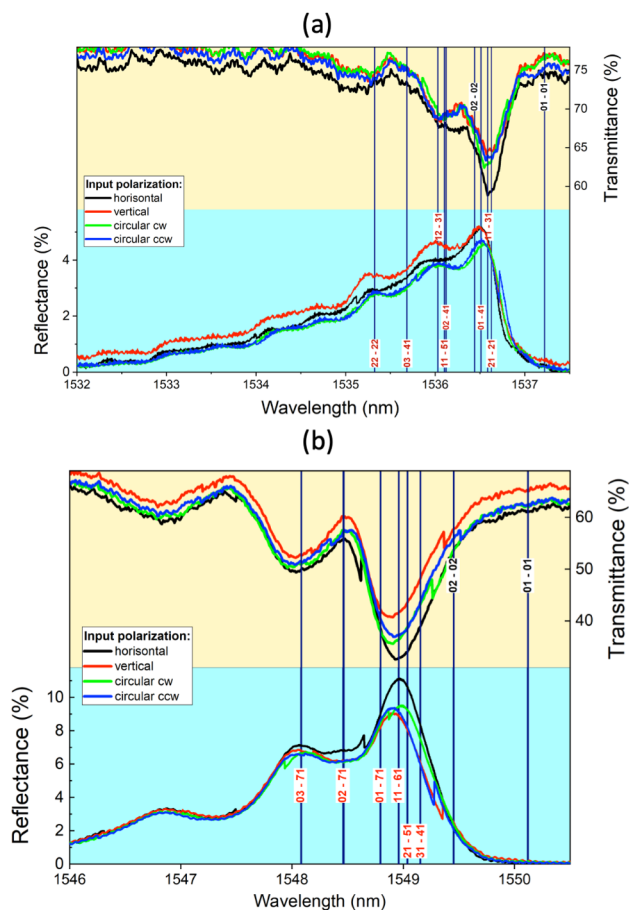 (a)
75
70
65
60
Transmittance (%)
02 - 02
01 - 01
Input polarization:
horisontal
vertical
circular cw
circular ccw
12 - 31
11 - 31
4
2
0
Reflectance (%)
22 - 22
03 - 41
11 - 51
02 - 41
01 - 41
21 - 21
1532
1533
1534
1535
1536
1537
Wavelength (nm)
(b)
60
50
40
Transmittance (%)
02 - 02
01 - 01
Input polarization:
horisontal
vertical
circular cw
circular ccw
10
8
6
4
2
0
Reflectance (%)
03 - 71
02 - 71
01 - 71
11 - 61
21 - 51
31 - 41
1546
1547
1548
1549
1550
Wavelength (nm)